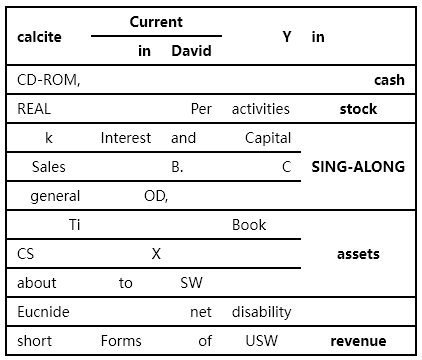 calcite Current Y in
in David
CD-ROM, cash
REAL Per activities stock
k Interest and Capital
Sales B. C SING-ALONG
general OD,
Ti Book
CS X assets
about to SW
Eucnide net disability
short Forms of USW revenue